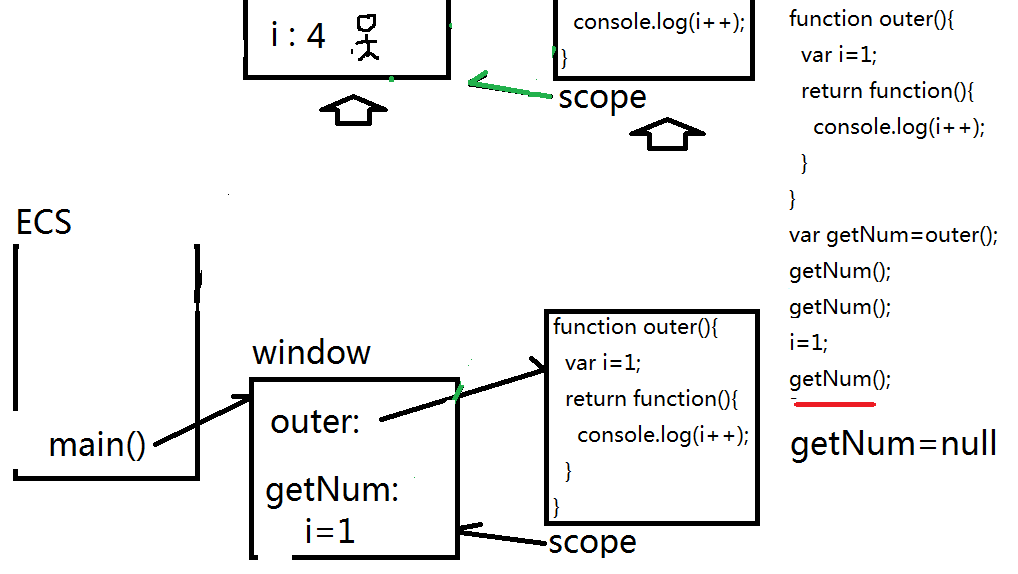 i : 4
console.log(i++);
}
scope
function outer(){
var i=1;
return function(){
console.log(i++);
}
}
var getNum=outer();
getNum();
getNum();
i=1;
getNum();
getNum=null
ECS
main()
window
outer:
getNum:
i=1
function outer(){
var i=1;
return function(){
console.log(i++);
}
}
scope